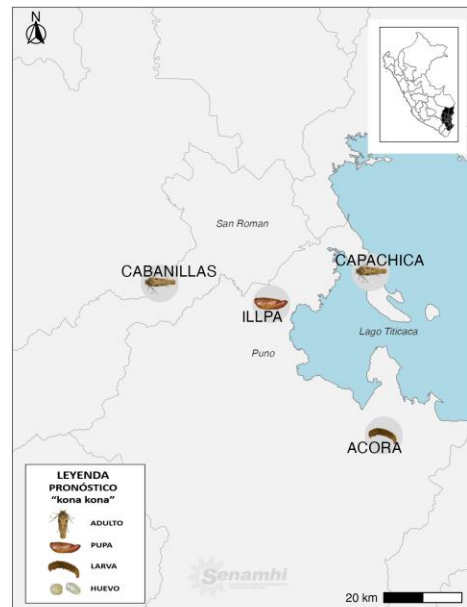 N
San Roman
CABANILLAS
CAPACHICA
ILLPA
Lago Titicaca
Puno
ACORA
LEYENDA
PRONÓSTICO
"kona kona"
ADULTO
PUPA
LARVA
HUEVO
Senamhi
20 km